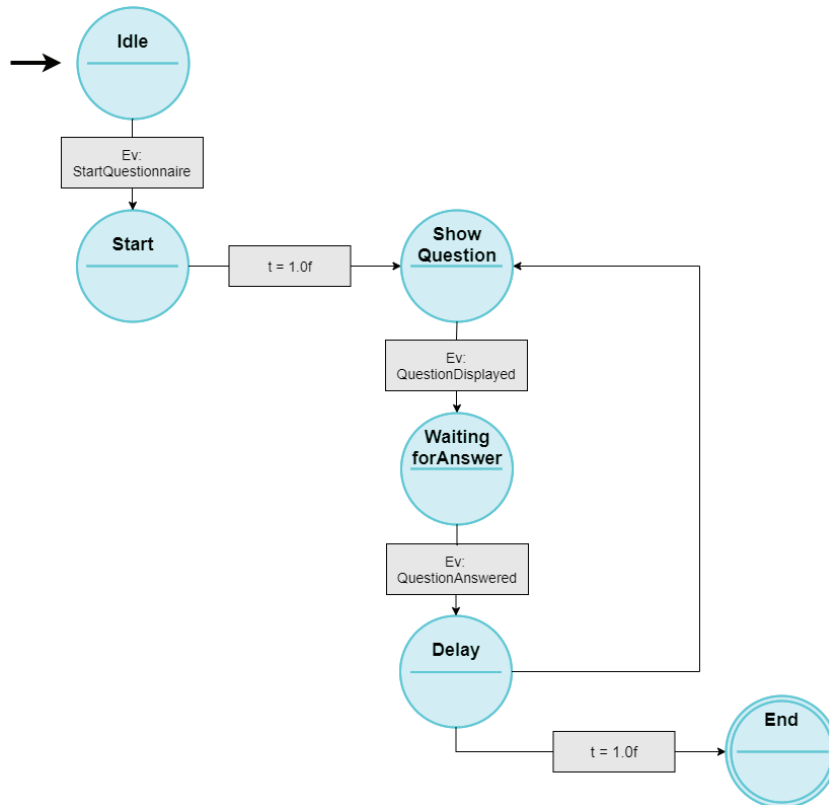 Idle
Ev:
StartQuestionnaire
Start
t = 1.0f
Show
Question
Ev:
QuestionDisplayed
Waiting
forAnswer
Ev:
QuestionAnswered
Delay
t = 1.0f
End